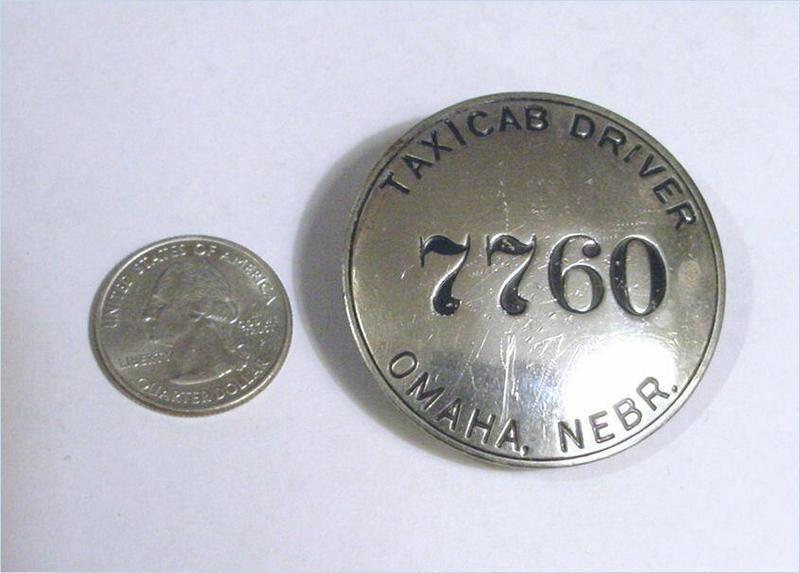 UNITED STATES OF AMERICA
LIBERTY
QUARTER DOLLAR
TAXICAB DRIVER
7760
OMAHA, NEBR.